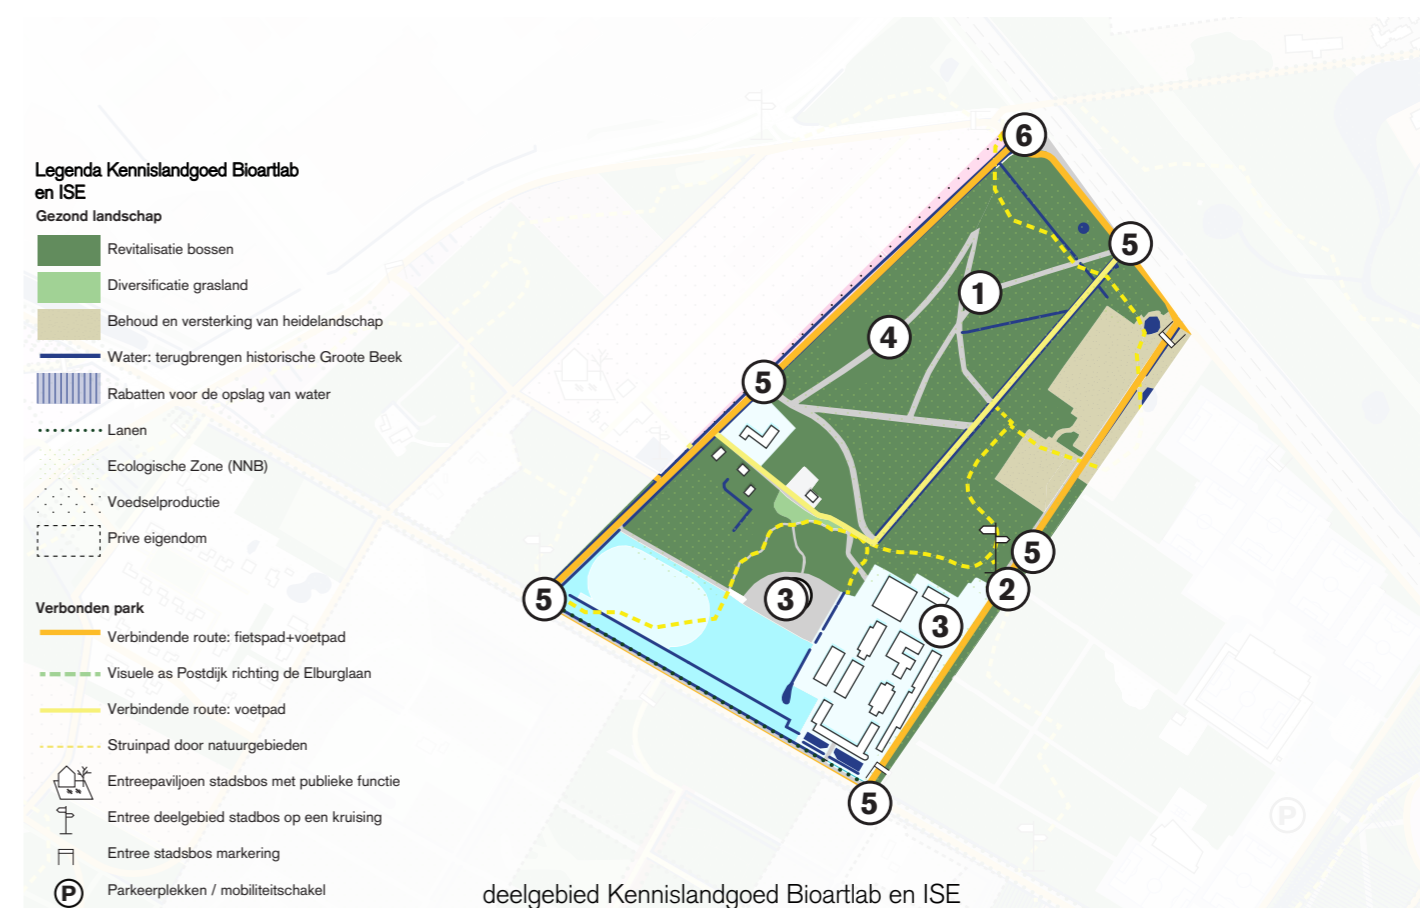 Legenda Kennislandgoed Bioartlab
en ISE
Gezond landschap
Revitalisatie bossen
Diversificatie grasland
Behoud en versterking van heidelandschap
Water: terugbrengen historische Groote Beek
Rabatten voor de opslag van water
Lanen
Ecologische Zone (NNB)
Voedselproductie
Prive eigendom
Verbonden park
Verbindende route: fietspad+voetpad
Visuele as Postdijk richting de Elburglaan
Verbindende route: voetpad
Struinpad door natuurgebieden
Entreepaviljoen stadsbos met publieke functie
Entree deelgebied stadbos op een kruising
Entree stadsbos markering
P Parkeerplekken / mobiliteitschakel
6
5
1
4
5
5
2
5
3
3
5
P
deelgebied Kennislandgoed Bioartlab en ISE